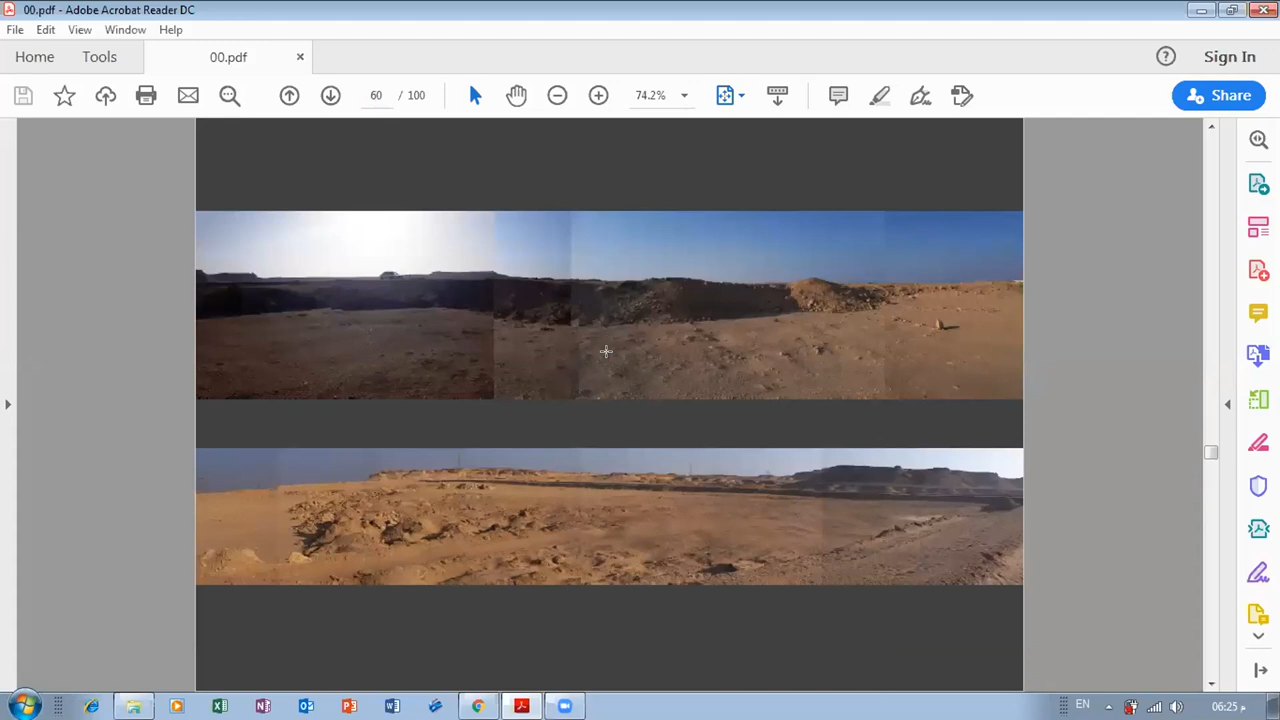 00.pdf - Adobe Acrobat Reader DC
File Edit View Window Help
Home Tools 00.pdf Sign In
60 / 100 74.2% Share
EN 06:25 م